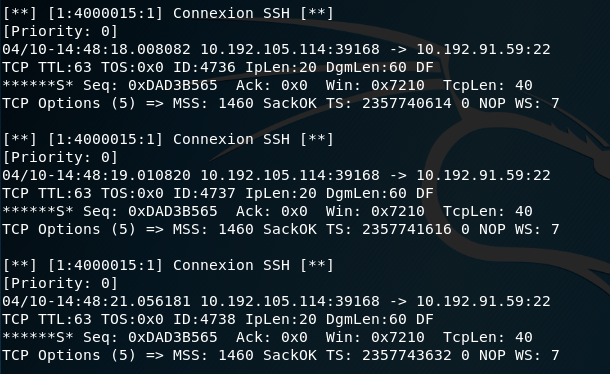 [**] [1:4000015:1] Connexion SSH [**]
[Priority: 0]
04/10-14:48:18.008082 10.192.105.114:39168 -> 10.192.91.59:22
TCP TTL:63 TOS:0x0 ID:4736 IpLen:20 DgmLen:60 DF
******S* Seq: 0xDAD3B565  Ack: 0x0  Win: 0x7210  TcpLen: 40
TCP Options (5) => MSS: 1460 SackOK TS: 2357740614 0 NOP WS: 7

[**] [1:4000015:1] Connexion SSH [**]
[Priority: 0]
04/10-14:48:19.010820 10.192.105.114:39168 -> 10.192.91.59:22
TCP TTL:63 TOS:0x0 ID:4737 IpLen:20 DgmLen:60 DF
******S* Seq: 0xDAD3B565  Ack: 0x0  Win: 0x7210  TcpLen: 40
TCP Options (5) => MSS: 1460 SackOK TS: 2357741616 0 NOP WS: 7

[**] [1:4000015:1] Connexion SSH [**]
[Priority: 0]
04/10-14:48:21.056181 10.192.105.114:39168 -> 10.192.91.59:22
TCP TTL:63 TOS:0x0 ID:4738 IpLen:20 DgmLen:60 DF
******S* Seq: 0xDAD3B565  Ack: 0x0  Win: 0x7210  TcpLen: 40
TCP Options (5) => MSS: 1460 SackOK TS: 2357743632 0 NOP WS: 7